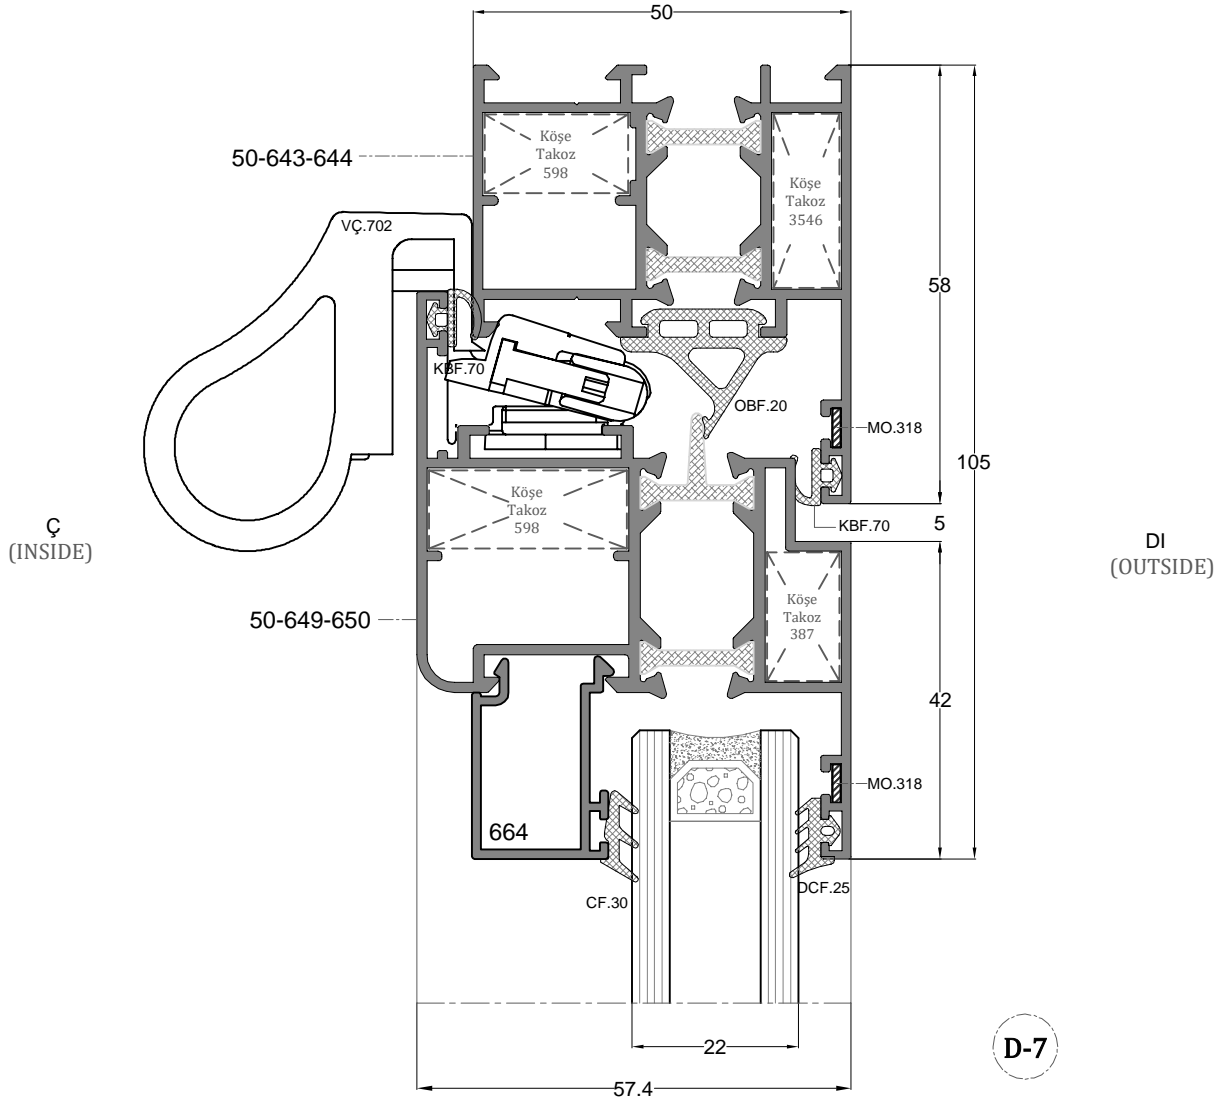 50
50-643-644
Köşe
Takoz
598
Köşe
Takoz
3546
VÇ.702
58
KBF.70
OBF.20
MO.318
105
Köşe
Takoz
598
KBF.70
5
Ç
(INSIDE)
DI
(OUTSIDE)
50-649-650
Köşe
Takoz
387
42
MO.318
664
CF.30
DCF.25
22
D-7
57.4